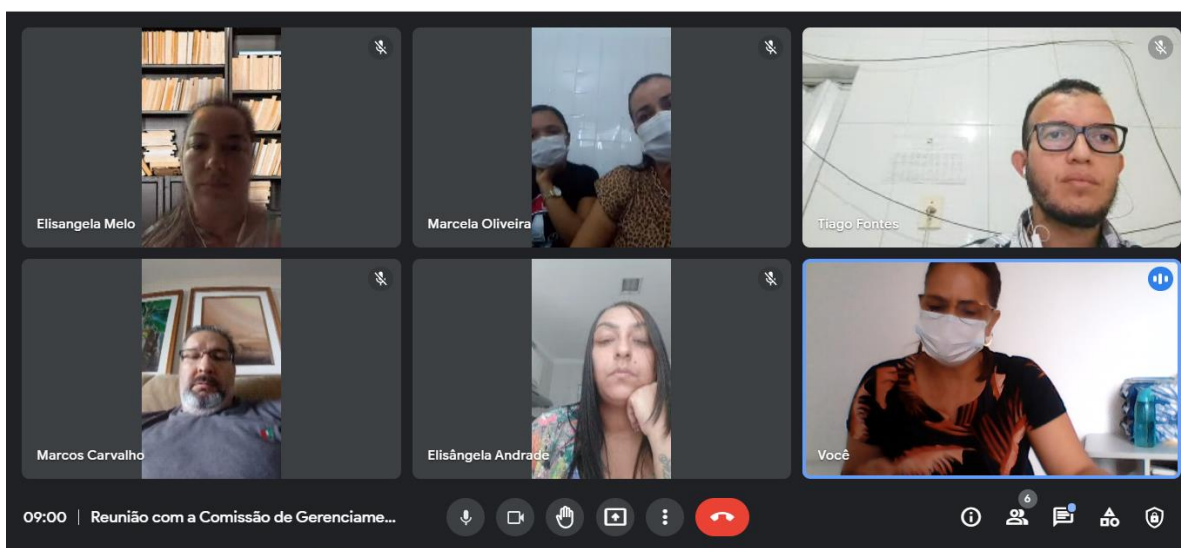 Elisangela Melo
Marcela Oliveira
Tiago Fontes
Marcos Carvalho
Elisângela Andrade
Você
09:00 | Reunião com a Comissão de Gerenciame...
6